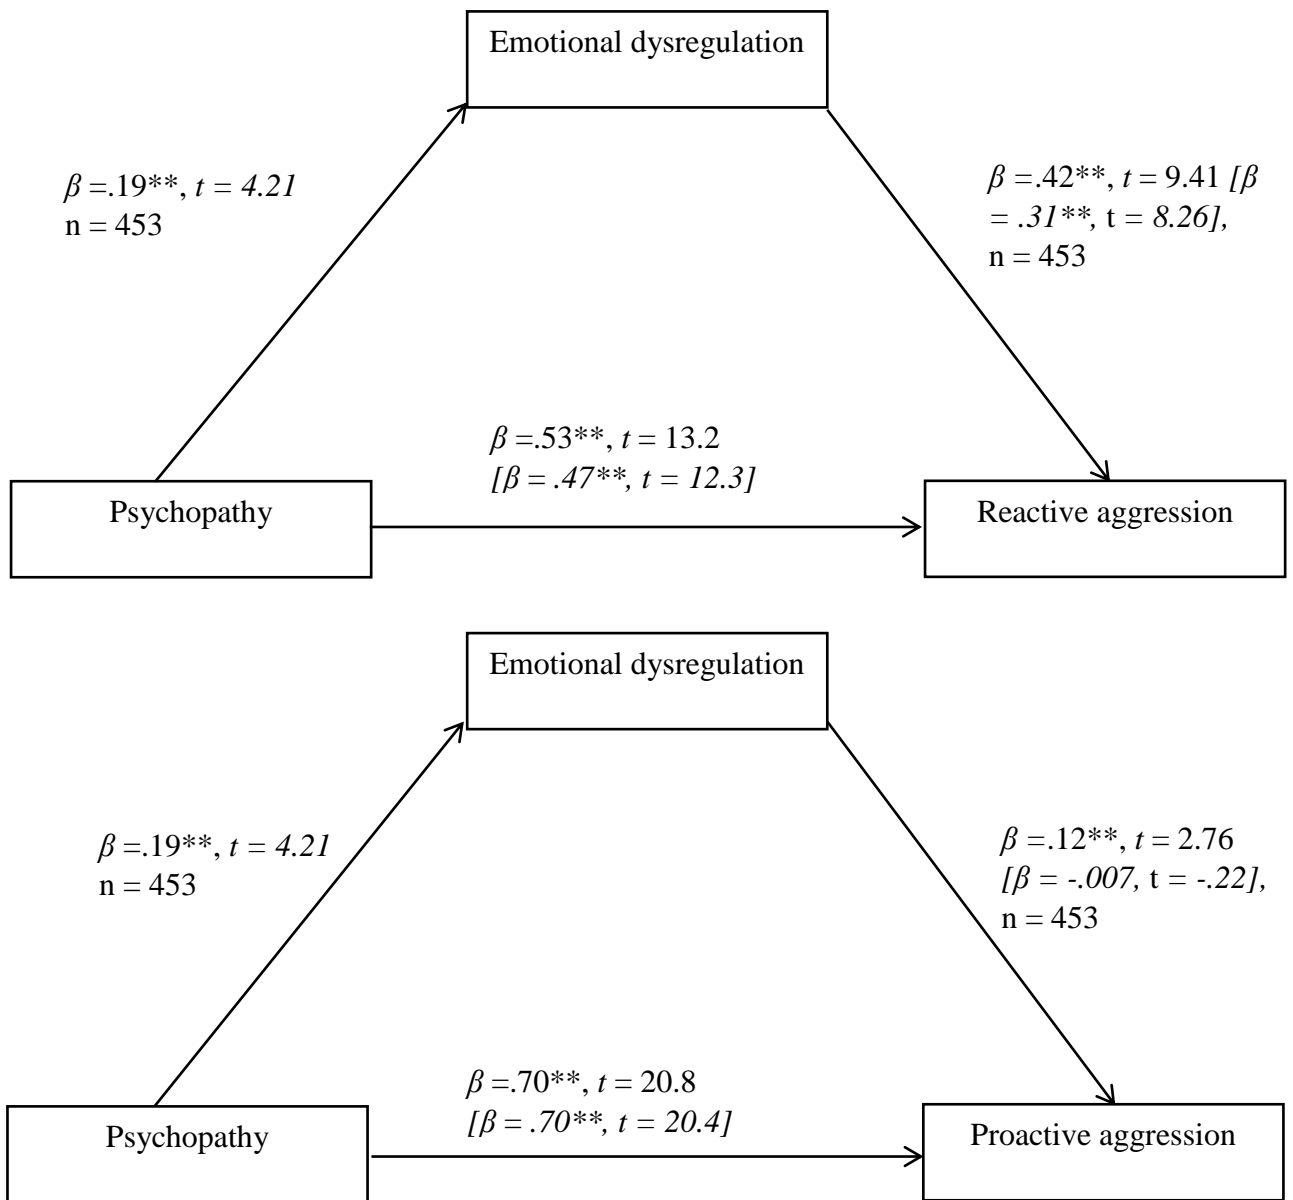 Emotional dysregulation
β =.19**, t = 4.21
n = 453
β =.42**, t = 9.41 [β
= .31**, t = 8.26],
n = 453
β =.53**, t = 13.2
[β = .47**, t = 12.3]
Psychopathy
Reactive aggression
Emotional dysregulation
β =.19**, t = 4.21
n = 453
β =.12**, t = 2.76
[β = -.007, t = -.22],
n = 453
β =.70**, t = 20.8
[β = .70**, t = 20.4]
Psychopathy
Proactive aggression